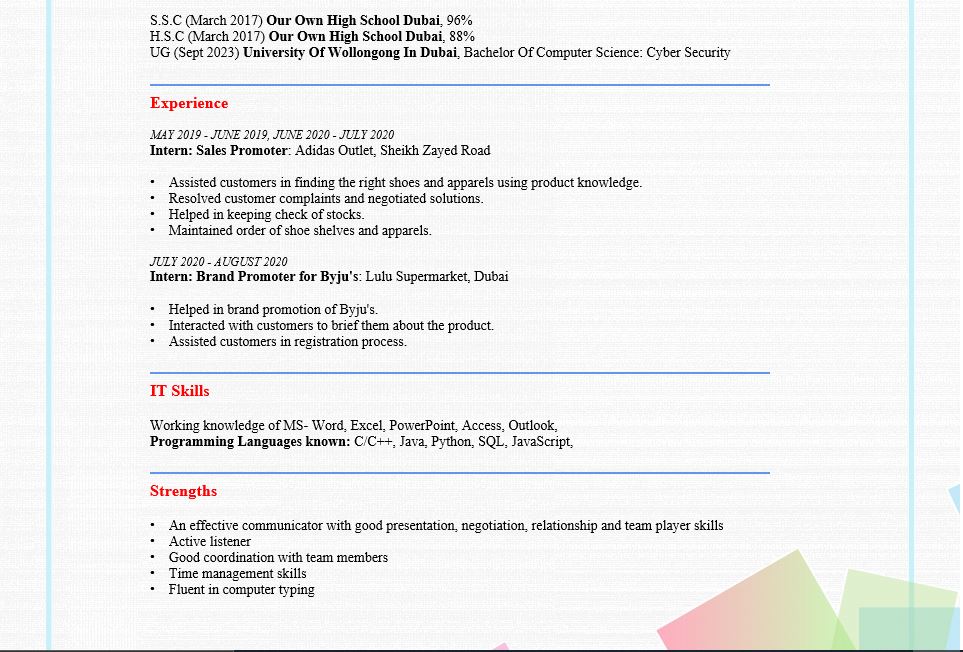 S.S.C (March 2017) Our Own High School Dubai, 96%
H.S.C (March 2017) Our Own High School Dubai, 88%
UG (Sept 2023) University Of Wollongong In Dubai, Bachelor Of Computer Science: Cyber Security
Experience
MAY 2019 - JUNE 2019, JUNE 2020 - JULY 2020
Intern: Sales Promoter: Adidas Outlet, Sheikh Zayed Road
• Assisted customers in finding the right shoes and apparels using product knowledge.
• Resolved customer complaints and negotiated solutions.
• Helped in keeping check of stocks.
• Maintained order of shoe shelves and apparels.
JULY 2020 - AUGUST 2020
Intern: Brand Promoter for Byju's: Lulu Supermarket, Dubai
• Helped in brand promotion of Byju's.
• Interacted with customers to brief them about the product.
• Assisted customers in registration process.
IT Skills
Working knowledge of MS- Word, Excel, PowerPoint, Access, Outlook,
Programming Languages known: C/C++, Java, Python, SQL, JavaScript,
Strengths
• An effective communicator with good presentation, negotiation, relationship and team player skills
• Active listener
• Good coordination with team members
• Time management skills
• Fluent in computer typing